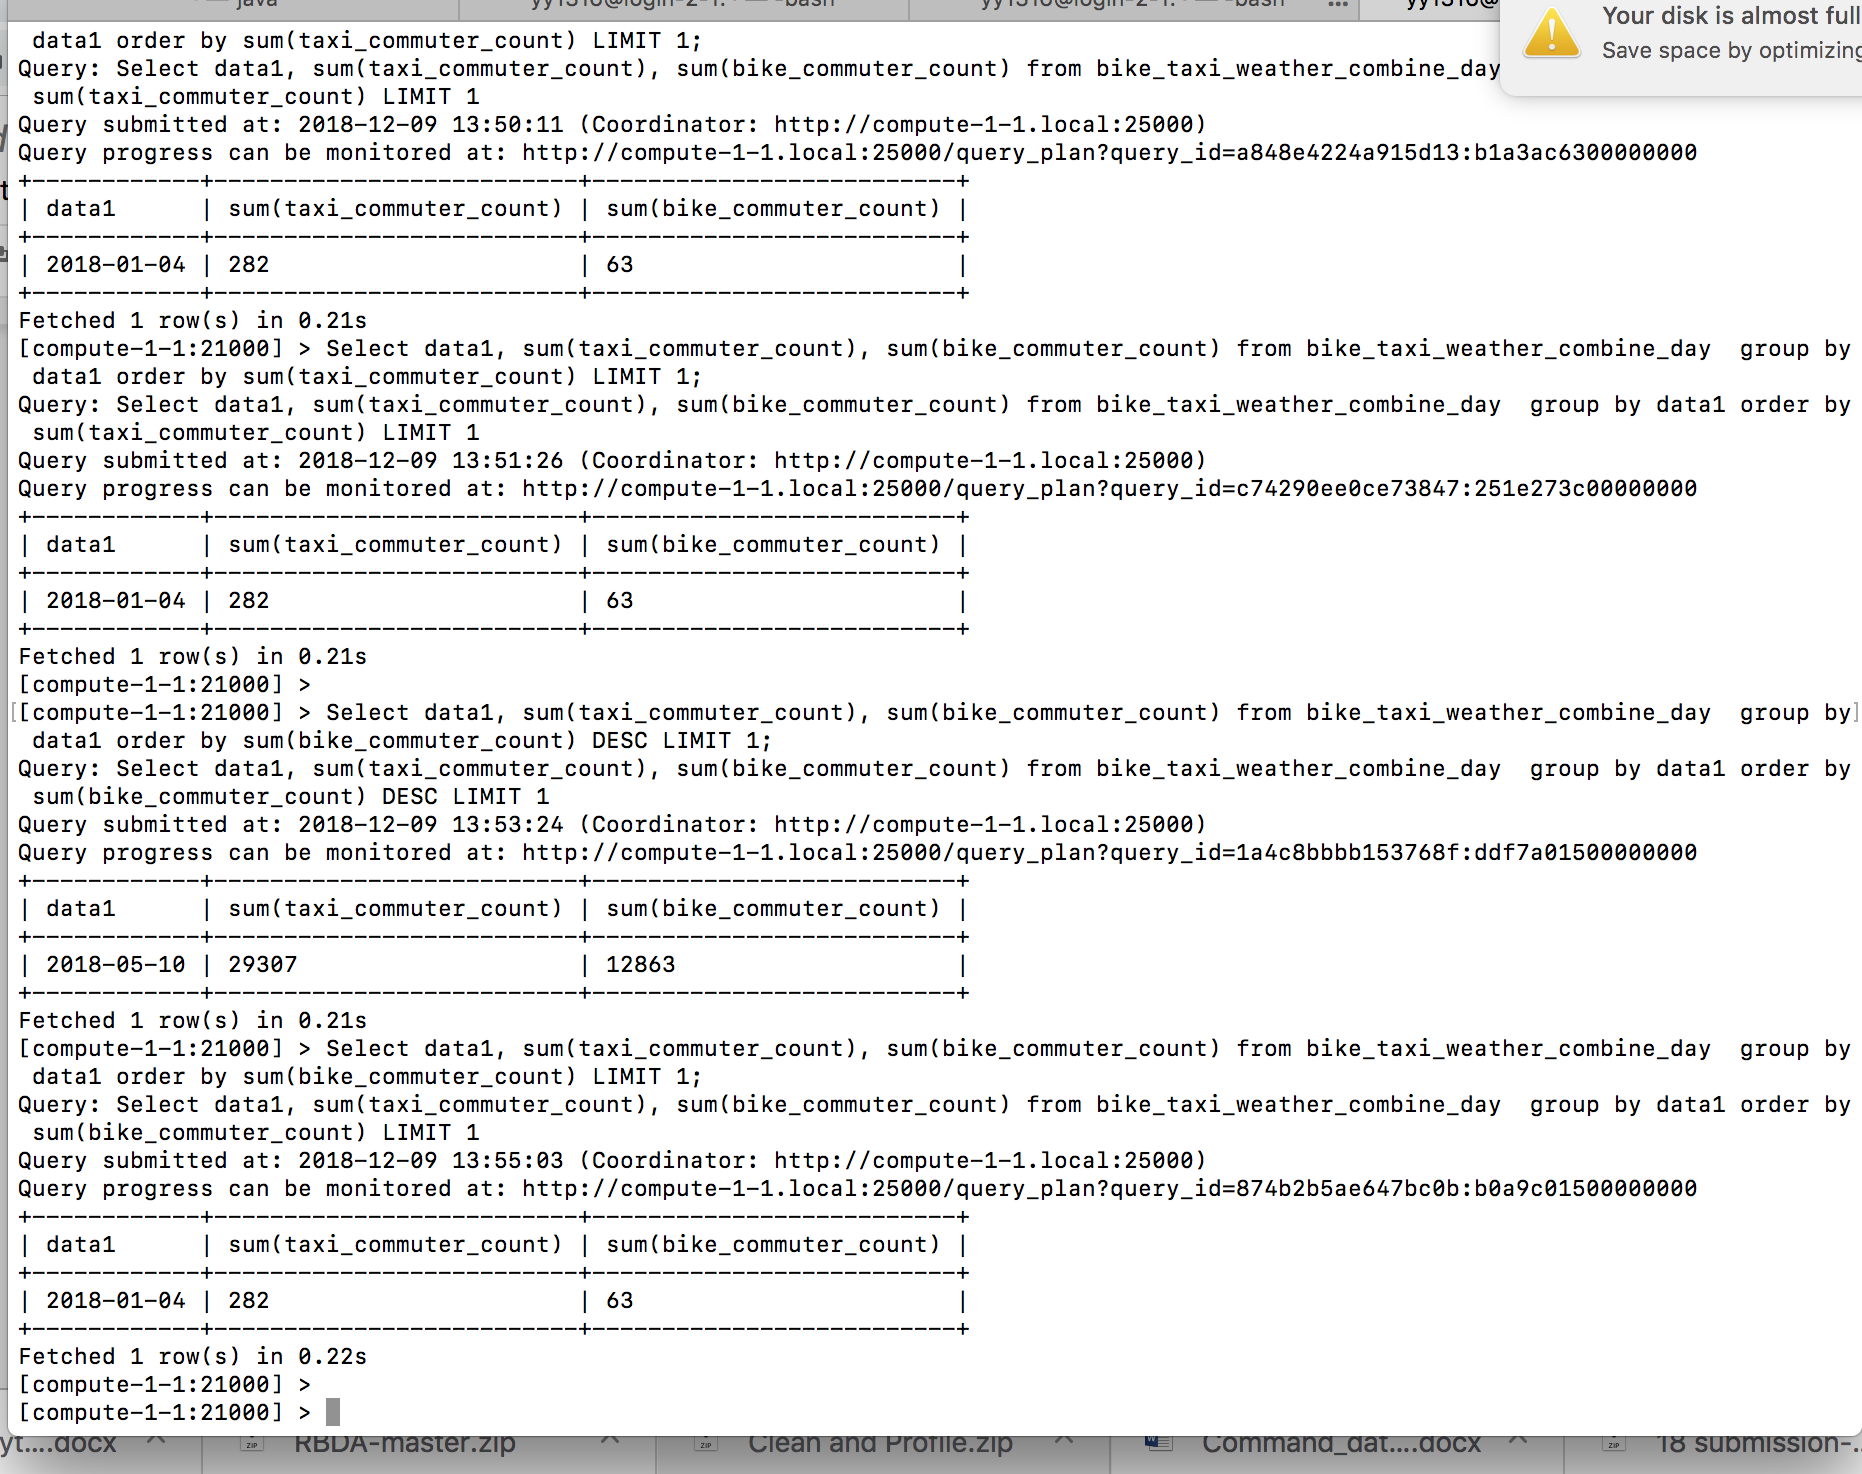 java
-bash
-bash
...
Your disk is almost full
Save space by optimizing
data1 order by sum(taxi_commuter_count) LIMIT 1;
Query: Select data1, sum(taxi_commuter_count), sum(bike_commuter_count) from bike_taxi_weather_combine_day
sum(taxi_commuter_count) LIMIT 1
Query submitted at: 2018-12-09 13:50:11 (Coordinator: http://compute-1-1.local:25000)
Query progress can be monitored at: http://compute-1-1.local:25000/query_plan?query_id=a848e4224a915d13:b1a3ac6300000000
+------------+--------------------------+--------------------------+
| data1      | sum(taxi_commuter_count) | sum(bike_commuter_count) |
+------------+--------------------------+--------------------------+
| 2018-01-04 | 282                      | 63                       |
+------------+--------------------------+--------------------------+
Fetched 1 row(s) in 0.21s
[compute-1-1:21000] > Select data1, sum(taxi_commuter_count), sum(bike_commuter_count) from bike_taxi_weather_combine_day  group by
data1 order by sum(taxi_commuter_count) LIMIT 1;
Query: Select data1, sum(taxi_commuter_count), sum(bike_commuter_count) from bike_taxi_weather_combine_day  group by data1 order by
sum(taxi_commuter_count) LIMIT 1
Query submitted at: 2018-12-09 13:51:26 (Coordinator: http://compute-1-1.local:25000)
Query progress can be monitored at: http://compute-1-1.local:25000/query_plan?query_id=c74290ee0ce73847:251e273c00000000
+------------+--------------------------+--------------------------+
| data1      | sum(taxi_commuter_count) | sum(bike_commuter_count) |
+------------+--------------------------+--------------------------+
| 2018-01-04 | 282                      | 63                       |
+------------+--------------------------+--------------------------+
Fetched 1 row(s) in 0.21s
[compute-1-1:21000] >
[[compute-1-1:21000] > Select data1, sum(taxi_commuter_count), sum(bike_commuter_count) from bike_taxi_weather_combine_day  group by]
data1 order by sum(bike_commuter_count) DESC LIMIT 1;
Query: Select data1, sum(taxi_commuter_count), sum(bike_commuter_count) from bike_taxi_weather_combine_day  group by data1 order by
sum(bike_commuter_count) DESC LIMIT 1
Query submitted at: 2018-12-09 13:53:24 (Coordinator: http://compute-1-1.local:25000)
Query progress can be monitored at: http://compute-1-1.local:25000/query_plan?query_id=1a4c8bbbb153768f:ddf7a01500000000
+------------+--------------------------+--------------------------+
| data1      | sum(taxi_commuter_count) | sum(bike_commuter_count) |
+------------+--------------------------+--------------------------+
| 2018-05-10 | 29307                    | 12863                    |
+------------+--------------------------+--------------------------+
Fetched 1 row(s) in 0.21s
[compute-1-1:21000] > Select data1, sum(taxi_commuter_count), sum(bike_commuter_count) from bike_taxi_weather_combine_day  group by
data1 order by sum(bike_commuter_count) LIMIT 1;
Query: Select data1, sum(taxi_commuter_count), sum(bike_commuter_count) from bike_taxi_weather_combine_day  group by data1 order by
sum(bike_commuter_count) LIMIT 1
Query submitted at: 2018-12-09 13:55:03 (Coordinator: http://compute-1-1.local:25000)
Query progress can be monitored at: http://compute-1-1.local:25000/query_plan?query_id=874b2b5ae647bc0b:b0a9c01500000000
+------------+--------------------------+--------------------------+
| data1      | sum(taxi_commuter_count) | sum(bike_commuter_count) |
+------------+--------------------------+--------------------------+
| 2018-01-04 | 282                      | 63                       |
+------------+--------------------------+--------------------------+
Fetched 1 row(s) in 0.22s
[compute-1-1:21000] >
[compute-1-1:21000] >
yt....docx
ZIP RBDA-master.zip
ZIP Clean and Profile.zip
W Command_dat....docx
ZIP 18 submission-...